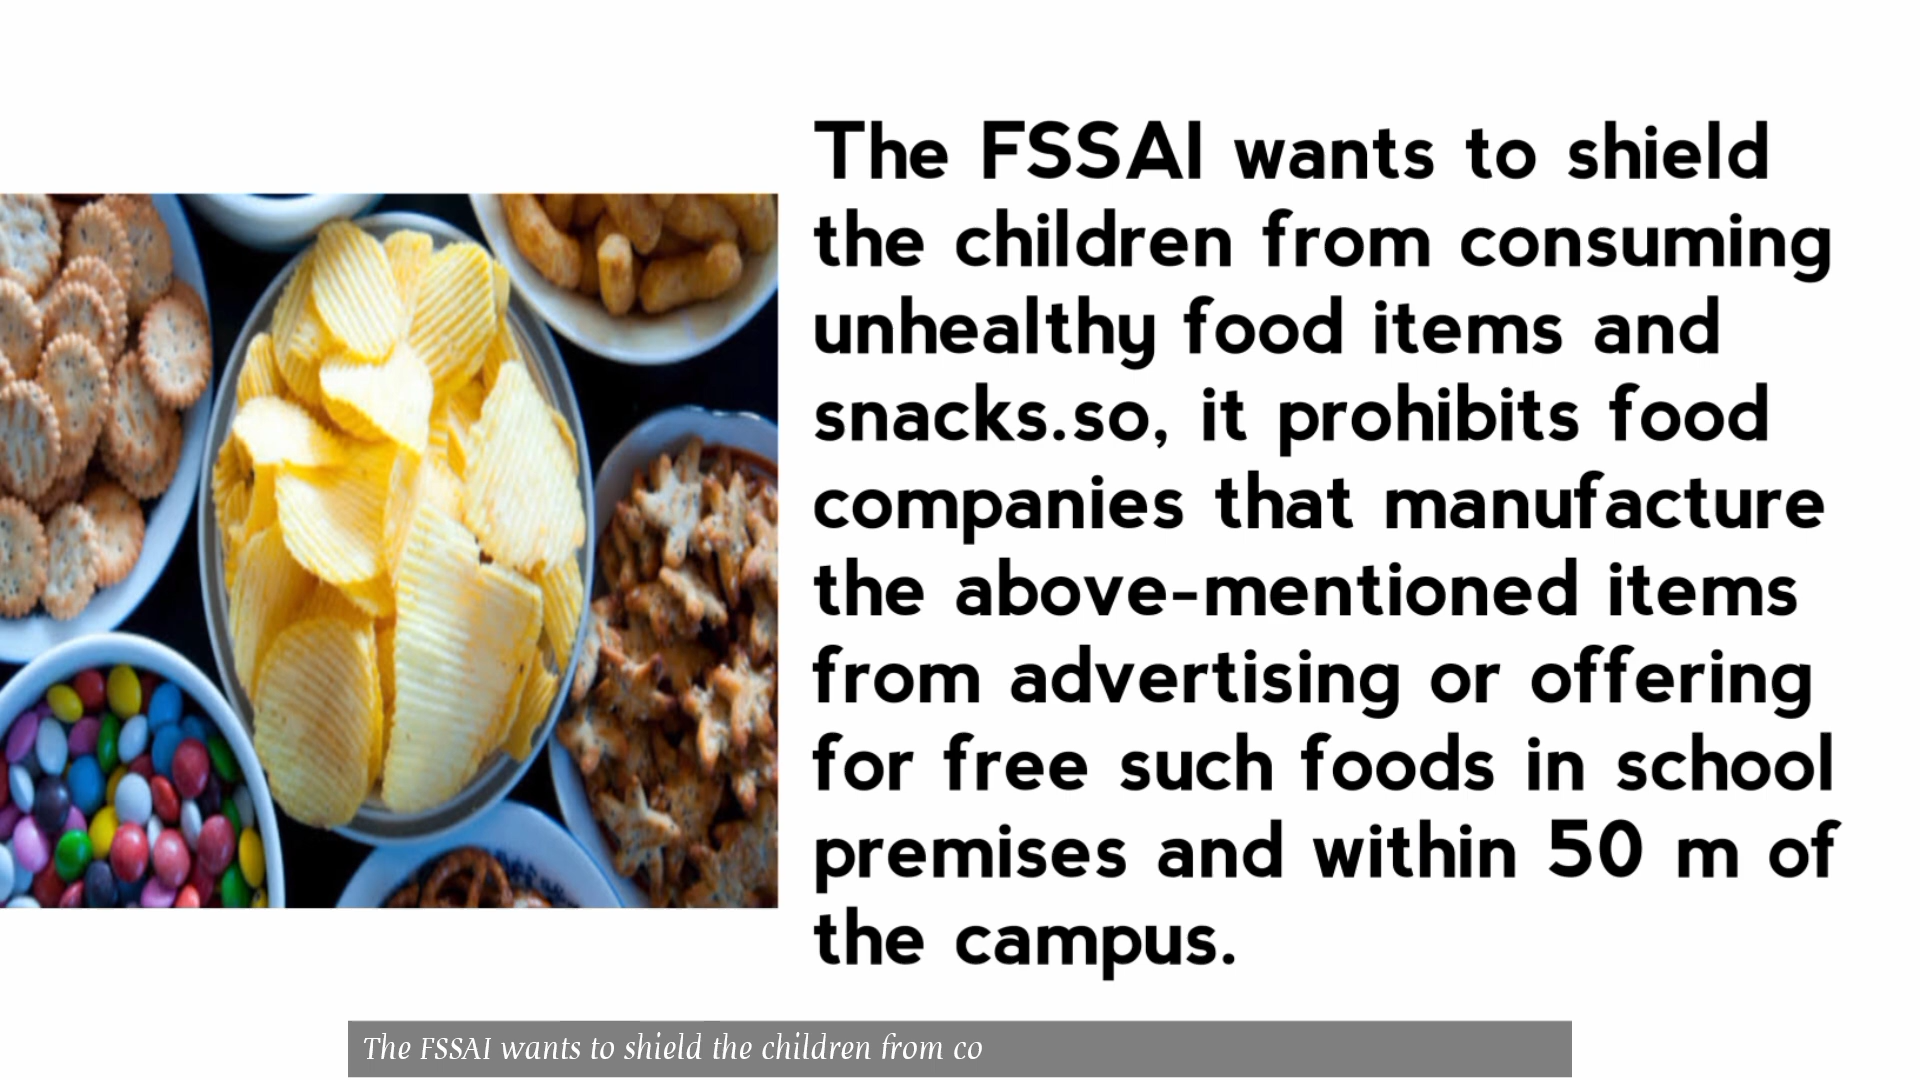 The FSSAI wants to shield
the children from consuming
unhealthy food items and
snacks.so, it prohibits food
companies that manufacture
the above-mentioned items
from advertising or offering
for free such foods in school
premises and within 50 m of
the campus.
The FSSAI wants to shield the children from co